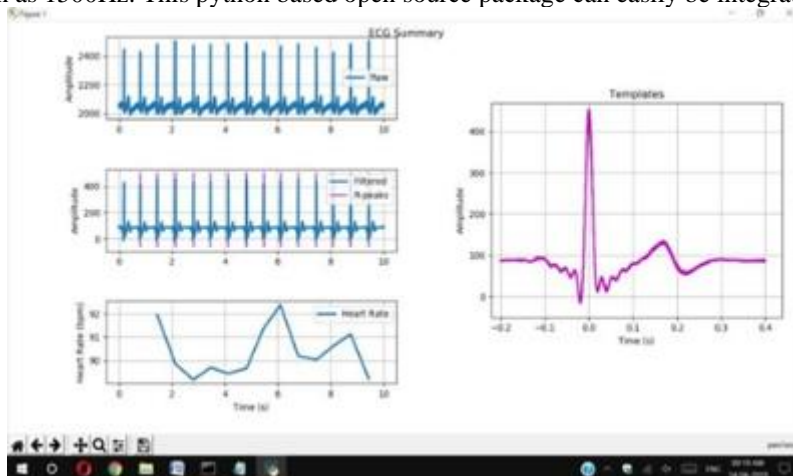 as 1500Hz. This python based open source package can easily be integra
Figure 1
ECG Summary
Amplitude
2400
2200
2000
Raw
0 2 4 6 8 10
Amplitude
400
200
0
Filtered
R-peaks
0 2 4 6 8 10
Heart Rate (bpm)
92
91
90
Heart Rate
0 2 4 6 8 10
Time (s)
Templates
Amplitude
400
300
200
100
0
−0.2 −0.1 0.0 0.1 0.2 0.3 0.4
Time (s)